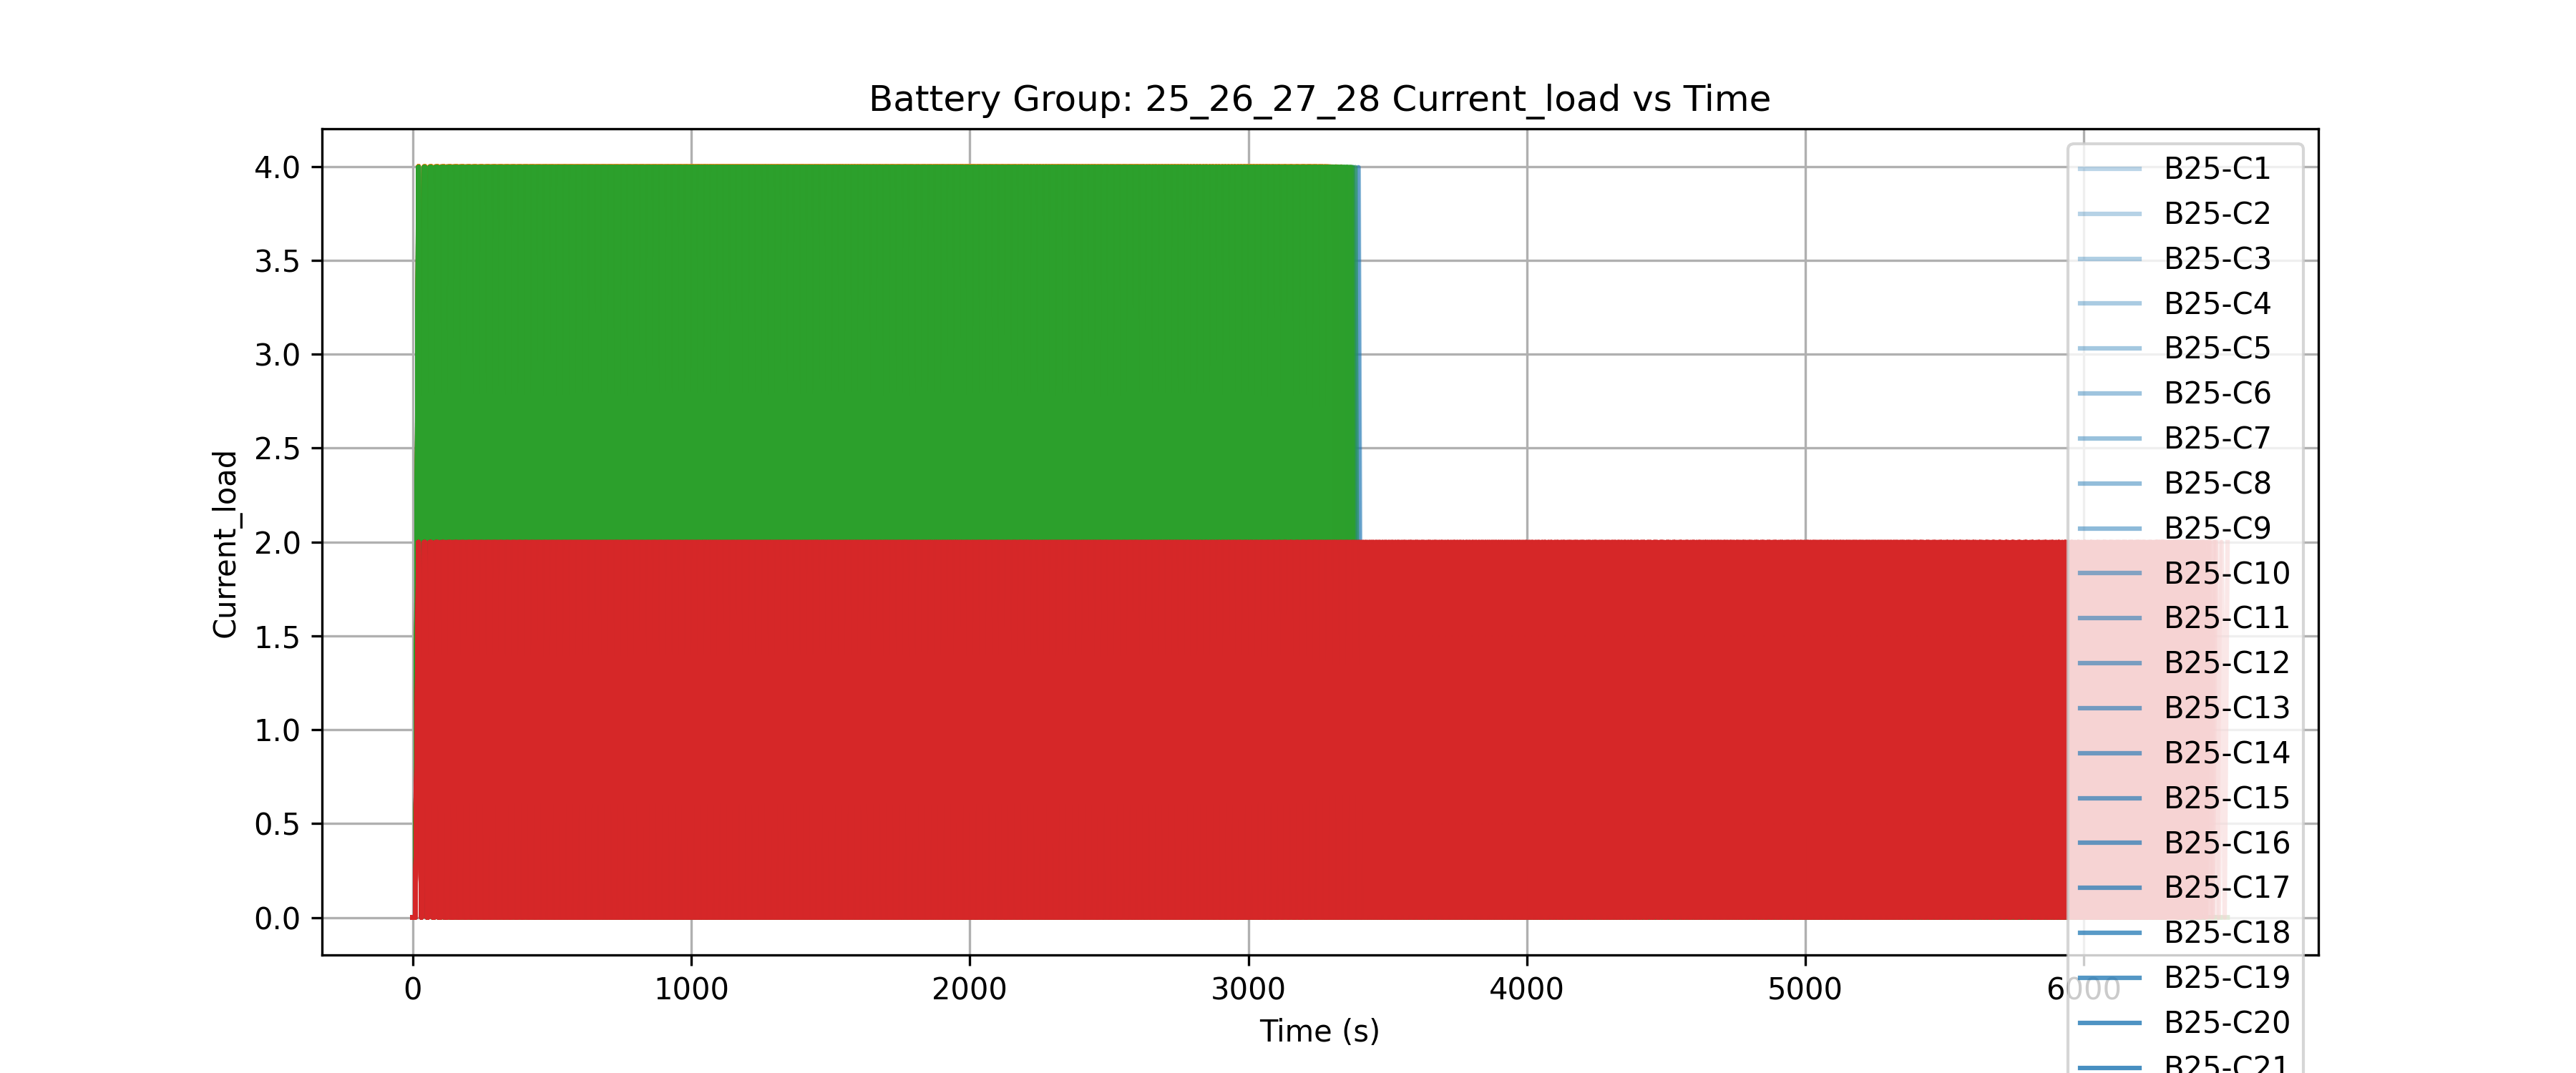 Battery Group: 25_26_27_28 Current_load vs Time
Current_load
4.0
3.5
3.0
2.5
2.0
1.5
1.0
0.5
0.0
0 1000 2000 3000 4000 5000 6000
Time (s)
B25-C1
B25-C2
B25-C3
B25-C4
B25-C5
B25-C6
B25-C7
B25-C8
B25-C9
B25-C10
B25-C11
B25-C12
B25-C13
B25-C14
B25-C15
B25-C16
B25-C17
B25-C18
B25-C19
B25-C20
B25-C21